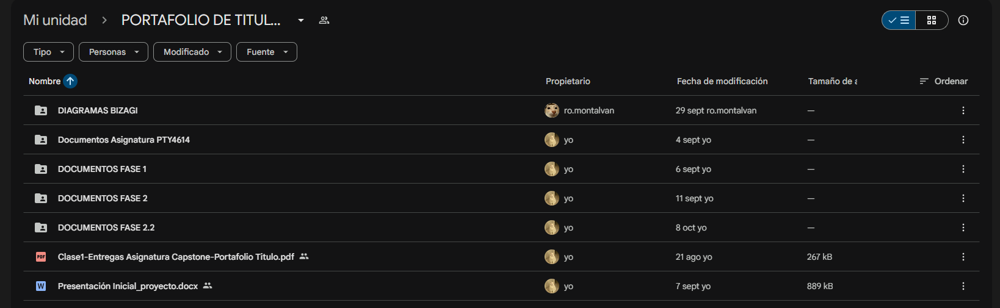 Mi unidad > PORTAFOLIO DE TITUL...
Tipo Personas Modificado Fuente
Nombre Propietario Fecha de modificación Tamaño de a Ordenar
DIAGRAMAS BIZAGI ro.montalvan 29 sept ro.montalvan —
Documentos Asignatura PTY4614 yo 4 sept yo —
DOCUMENTOS FASE 1 yo 6 sept yo —
DOCUMENTOS FASE 2 yo 11 sept yo —
DOCUMENTOS FASE 2.2 yo 8 oct yo —
PDF Clase1-Entregas Asignatura Capstone-Portafolio Titulo.pdf yo 21 ago yo 267 kB
W Presentación Inicial_proyecto.docx yo 7 sept yo 889 kB